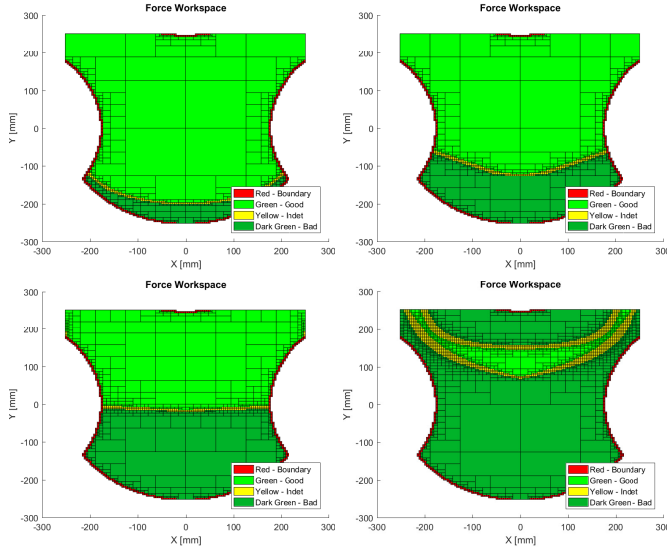 Force Workspace
300
200
100
0
-100
-200
-300
Y [mm]
-300 -200 -100 0 100 200 300
X [mm]
Red - Boundary
Green - Good
Yellow - Indet
Dark Green - Bad
Force Workspace
300
200
100
0
-100
-200
-300
Y [mm]
-300 -200 -100 0 100 200 300
X [mm]
Red - Boundary
Green - Good
Yellow - Indet
Dark Green - Bad
Force Workspace
300
200
100
0
-100
-200
-300
Y [mm]
-300 -200 -100 0 100 200 300
X [mm]
Red - Boundary
Green - Good
Yellow - Indet
Dark Green - Bad
Force Workspace
300
200
100
0
-100
-200
-300
Y [mm]
-300 -200 -100 0 100 200 300
X [mm]
Red - Boundary
Green - Good
Yellow - Indet
Dark Green - Bad